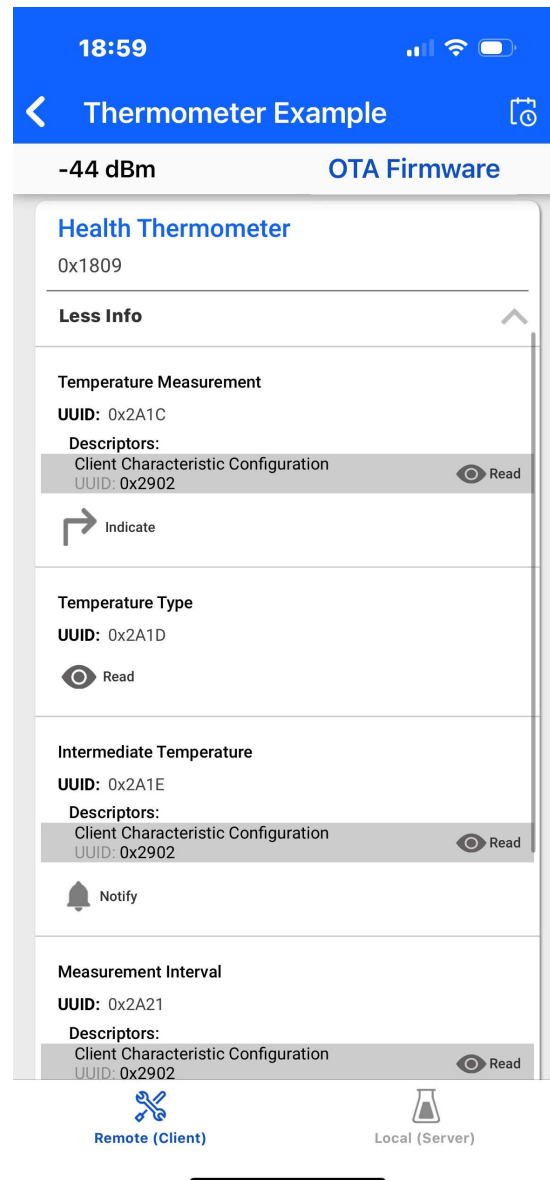 18:59
Thermometer Example
-44 dBm OTA Firmware
Health Thermometer
0x1809
Less Info
Temperature Measurement
UUID: 0x2A1C
Descriptors:
Client Characteristic Configuration
UUID: 0x2902
Read
Indicate
Temperature Type
UUID: 0x2A1D
Read
Intermediate Temperature
UUID: 0x2A1E
Descriptors:
Client Characteristic Configuration
UUID: 0x2902
Read
Notify
Measurement Interval
UUID: 0x2A21
Descriptors:
Client Characteristic Configuration
UUID: 0x2902
Read
Remote (Client) Local (Server)